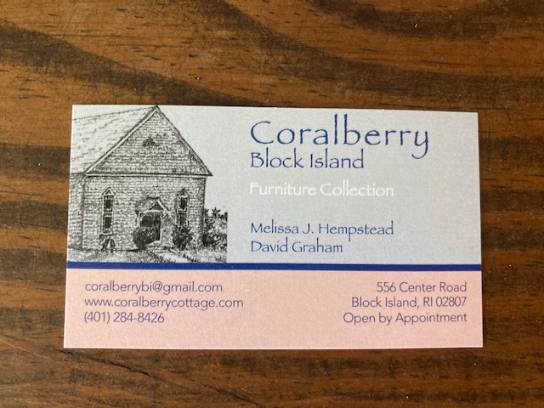 Coralberry
Block Island
Furniture Collection
Melissa J. Hempstead
David Graham
coralberrybi@gmail.com
www.coralberrycottage.com
(401) 284-8426
556 Center Road
Block Island, RI 02807
Open by Appointment